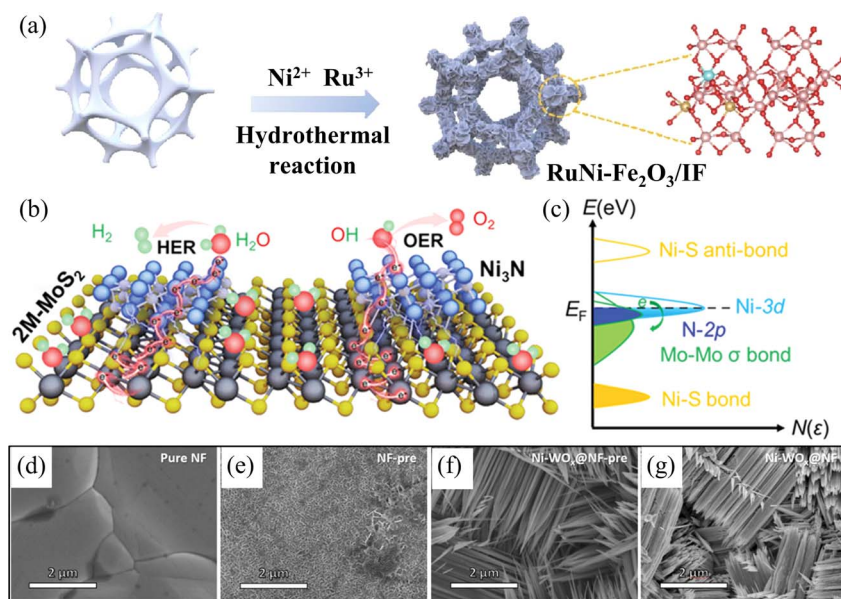 (a)
Ni²⁺ Ru³⁺
Hydrothermal
reaction
RuNi-Fe₂O₃/IF
(b)
H₂
HER
H₂O
OH
OER
O₂
2M-MoS₂
Ni₃N
(c)
E(eV)
Ni-S anti-bond
E_F
e
Ni-3d
N-2p
Mo-Mo σ bond
Ni-S bond
N(ε)
(d)
Pure NF
2 μm
(e)
NF-pre
2 μm
(f)
Ni-WOₓ@NF-pre
2 μm
(g)
Ni-WOₓ@NF
2 μm